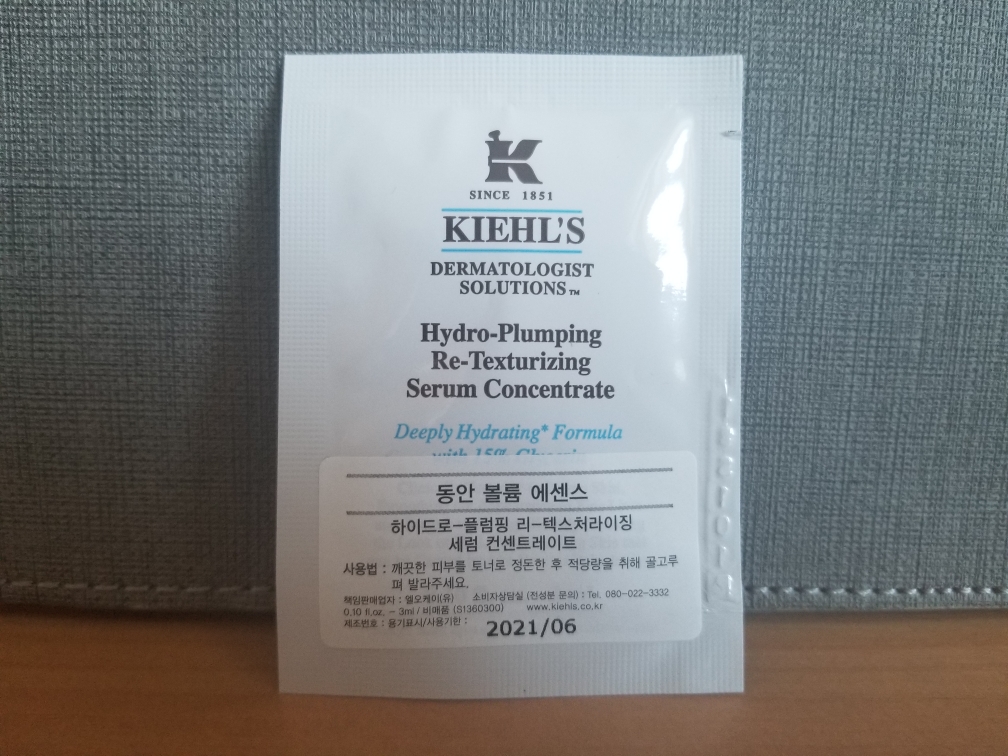 K
SINCE 1851
KIEHL'S
DERMATOLOGIST
SOLUTIONS™
Hydro-Plumping
Re-Texturizing
Serum Concentrate
Deeply Hydrating* Formula
with 15% Glycerin
동안 볼륨 에센스
하이드로-플럼핑 리-텍스처라이징
세럼 컨센트레이트
사용법 : 깨끗한 피부를 토너로 정돈한 후 적당량을 취해 골고루
펴 발라주세요.
책임판매업자 : 엘오케이(유) 소비자상담실 (전성분 문의) : Tel. 080-022-3332
0.10 fl.oz. - 3ml / 비매품 (S1360300) www.kiehls.co.kr
제조번호 : 용기표시/사용기한 : 2021/06